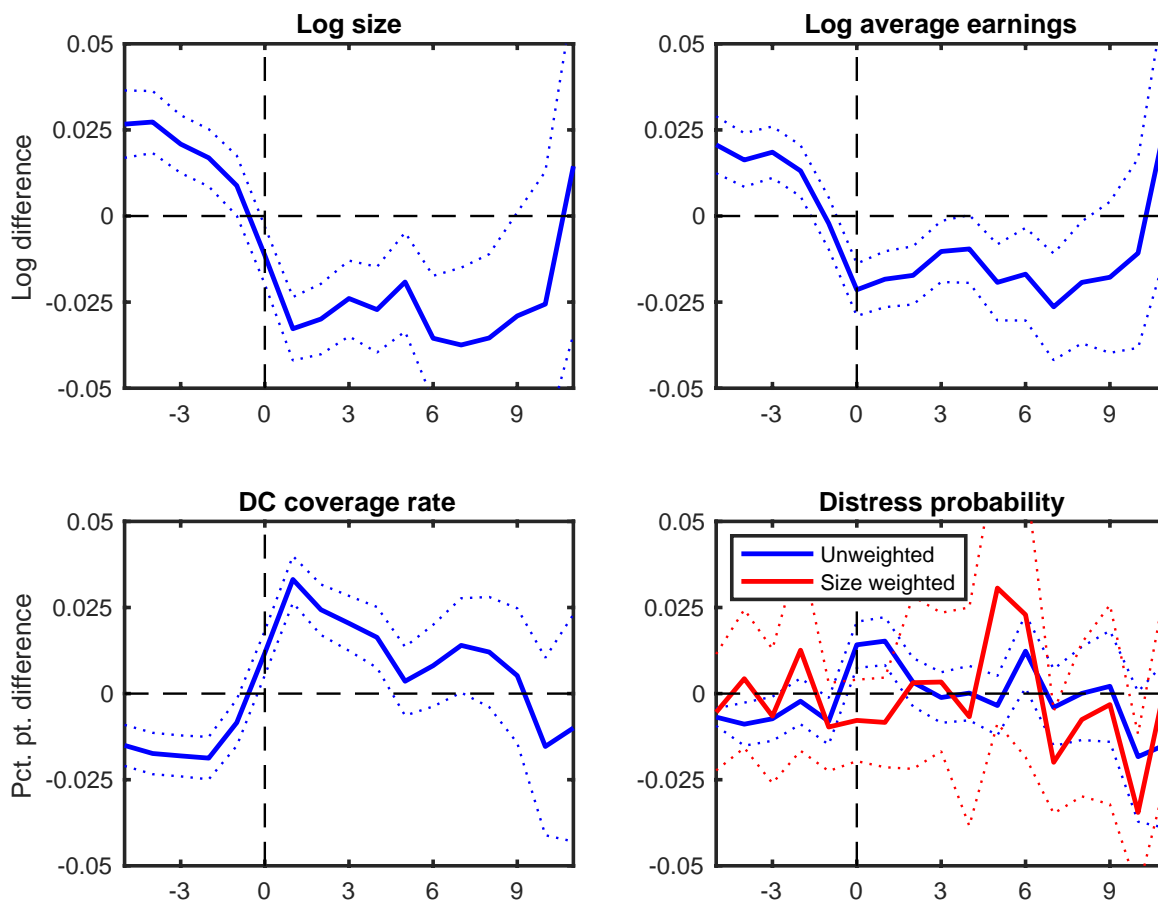 Log size
Log average earnings
0.05
0.025
0
-0.025
-0.05
Log difference
-3 0 3 6 9
0.05
0.025
0
-0.025
-0.05
-3 0 3 6 9
DC coverage rate
Distress probability
0.05
0.025
0
-0.025
-0.05
Pct. pt. difference
-3 0 3 6 9
0.05
0.025
0
-0.025
-0.05
Unweighted
Size weighted
-3 0 3 6 9